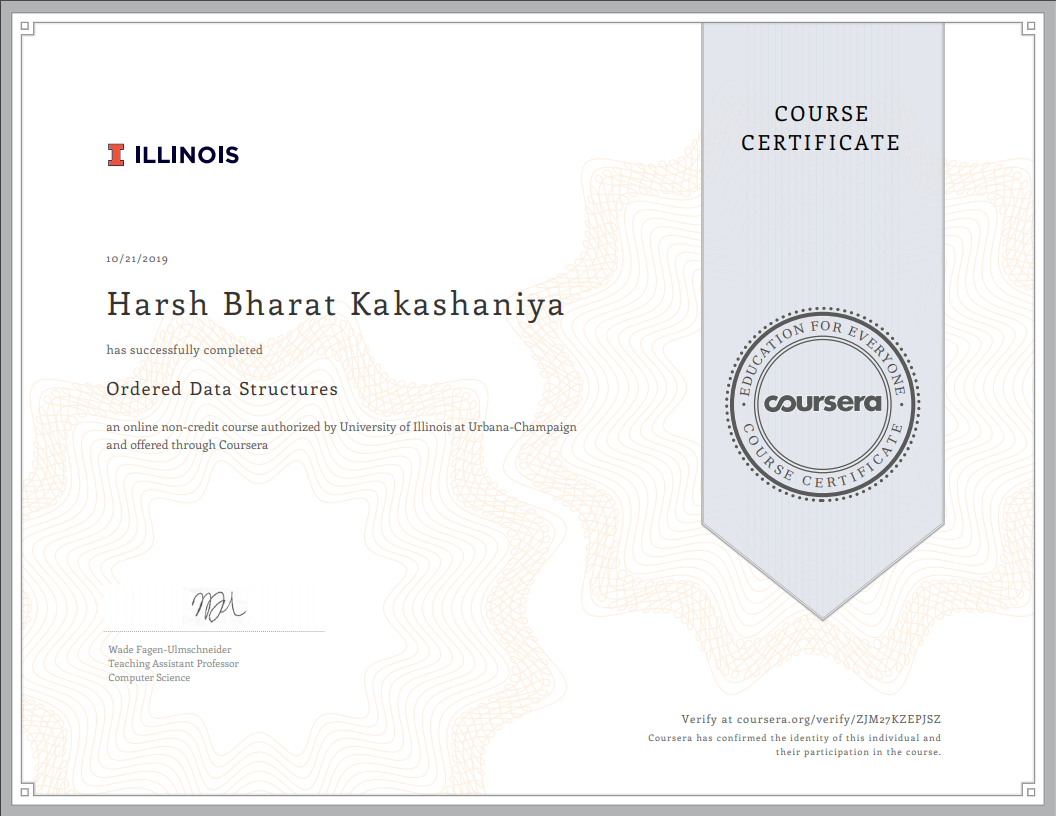 COURSE
CERTIFICATE
ILLINOIS
10/21/2019
Harsh Bharat Kakashaniya
has successfully completed
Ordered Data Structures
an online non-credit course authorized by University of Illinois at Urbana-Champaign
and offered through Coursera
EDUCATION FOR EVERYONE
coursera
COURSE CERTIFICATE
Wade Fagen-Ulmschneider
Teaching Assistant Professor
Computer Science
Verify at coursera.org/verify/ZJM27KZEPJSZ
Coursera has confirmed the identity of this individual and
their participation in the course.